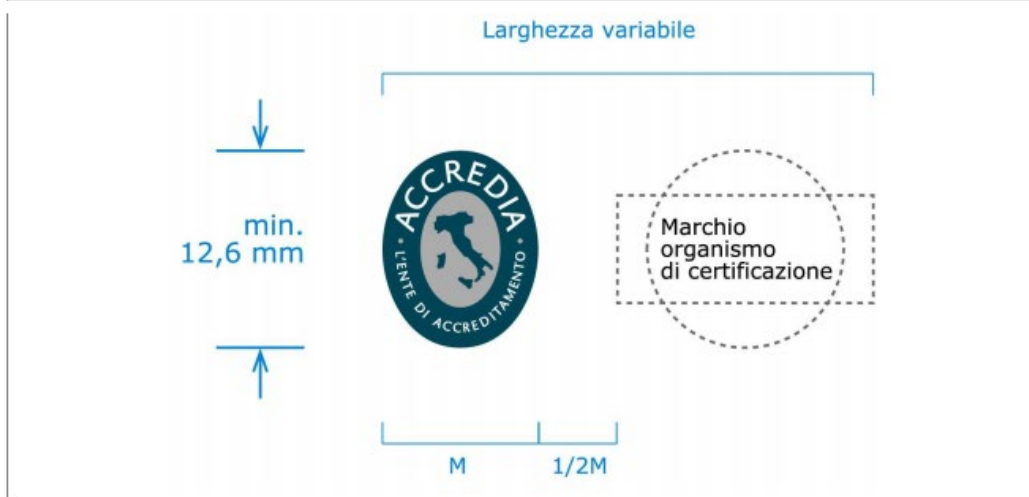 Larghezza variabile
min.
12,6 mm
ACCREDIA
• L'ENTE DI ACCREDITAMENTO •
Marchio
organismo
di certificazione
M
1/2M